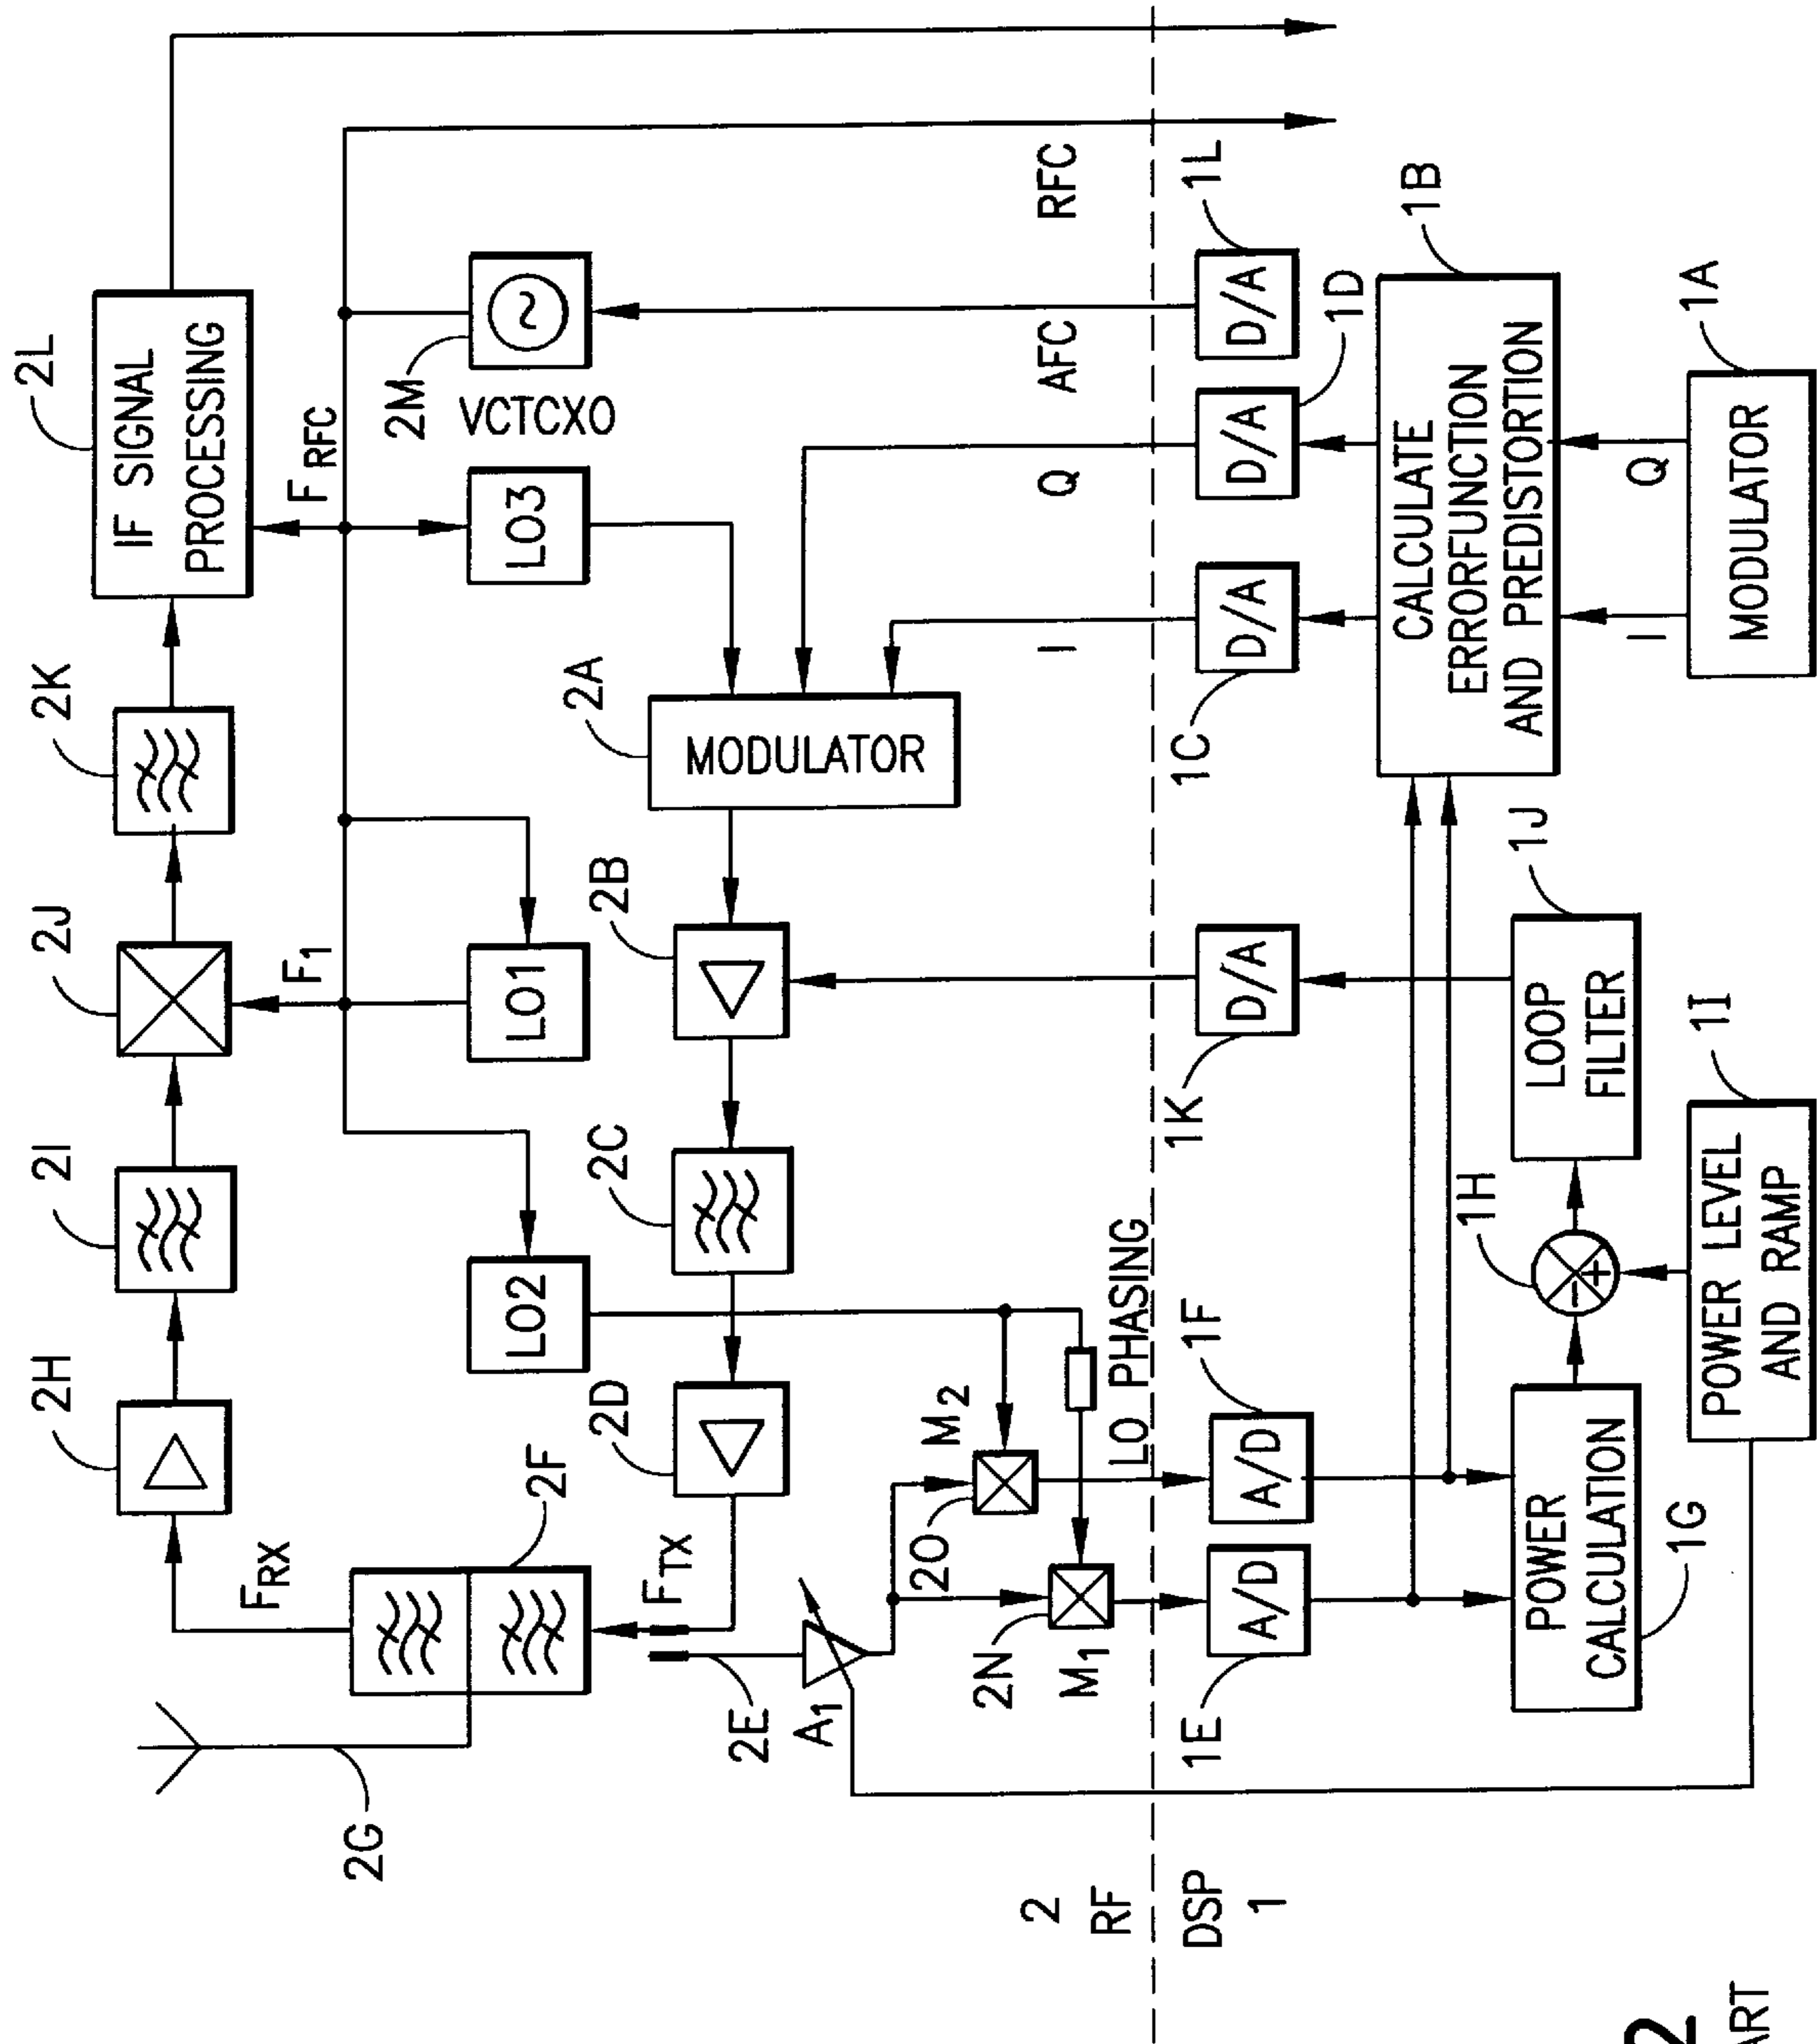 2L
IF SIGNAL
PROCESSING
2K
2J
2I
2H
F RFC
F1
FRX
2M
VCTCXO
LO3
LO1
LO2
2F
2G
2A
MODULATOR
2B
2C
2D
FTX
2E
A1
M2
2O
2N
M1
LO PHASING
I
Q
AFC
RFC
2
RF
DSP
1
1L
D/A
1D
D/A
1C
D/A
1K
D/A
1F
A/D
1E
A/D
1B
CALCULATE
ERRORFUNCTION
AND PREDISTORTION
1J
LOOP
FILTER
1H
-
+
POWER
CALCULATION
1G
I
Q
1A
MODULATOR
1I
POWER LEVEL
AND RAMP
2
ART